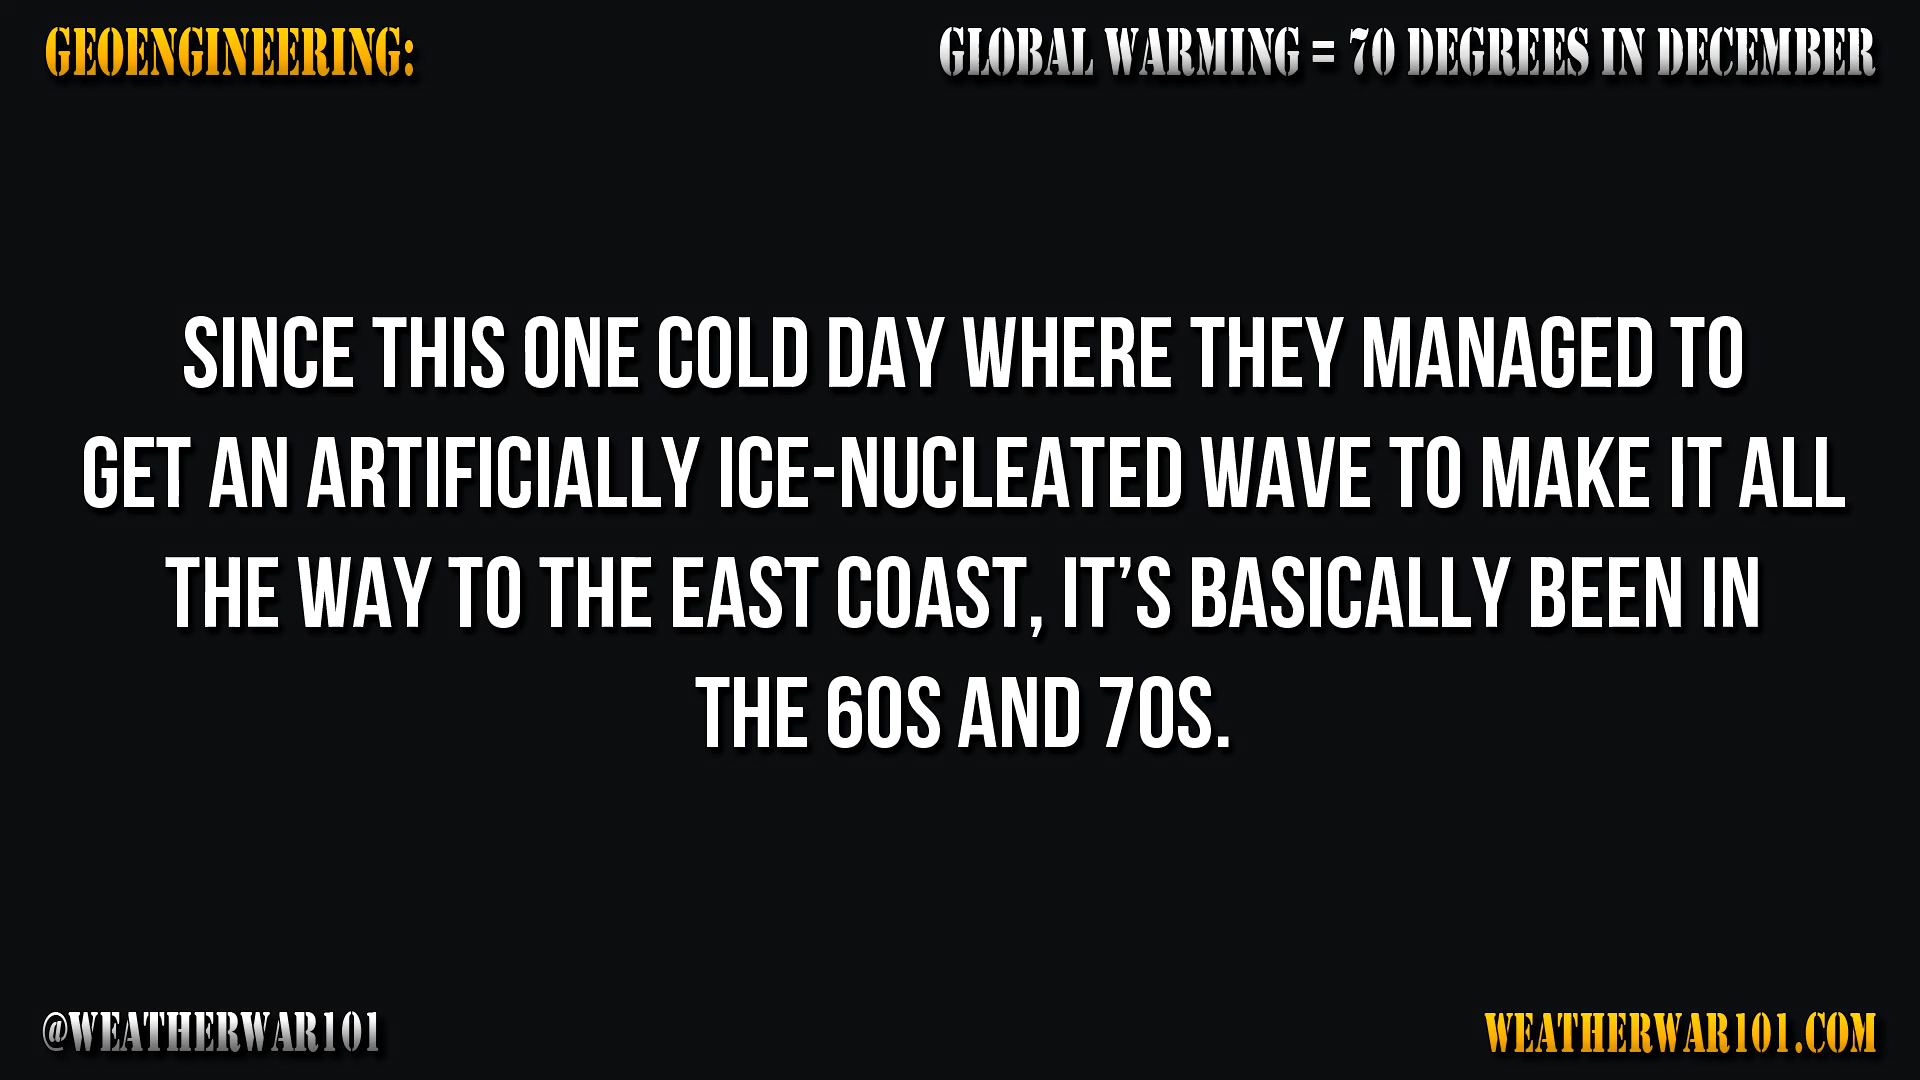 GEOENGINEERING:
GLOBAL WARMING = 70 DEGREES IN DECEMBER
SINCE THIS ONE COLD DAY WHERE THEY MANAGED TO
GET AN ARTIFICIALLY ICE-NUCLEATED WAVE TO MAKE IT ALL
THE WAY TO THE EAST COAST, IT’S BASICALLY BEEN IN
THE 60S AND 70S.
@WEATHERWAR101
WEATHERWAR101.COM